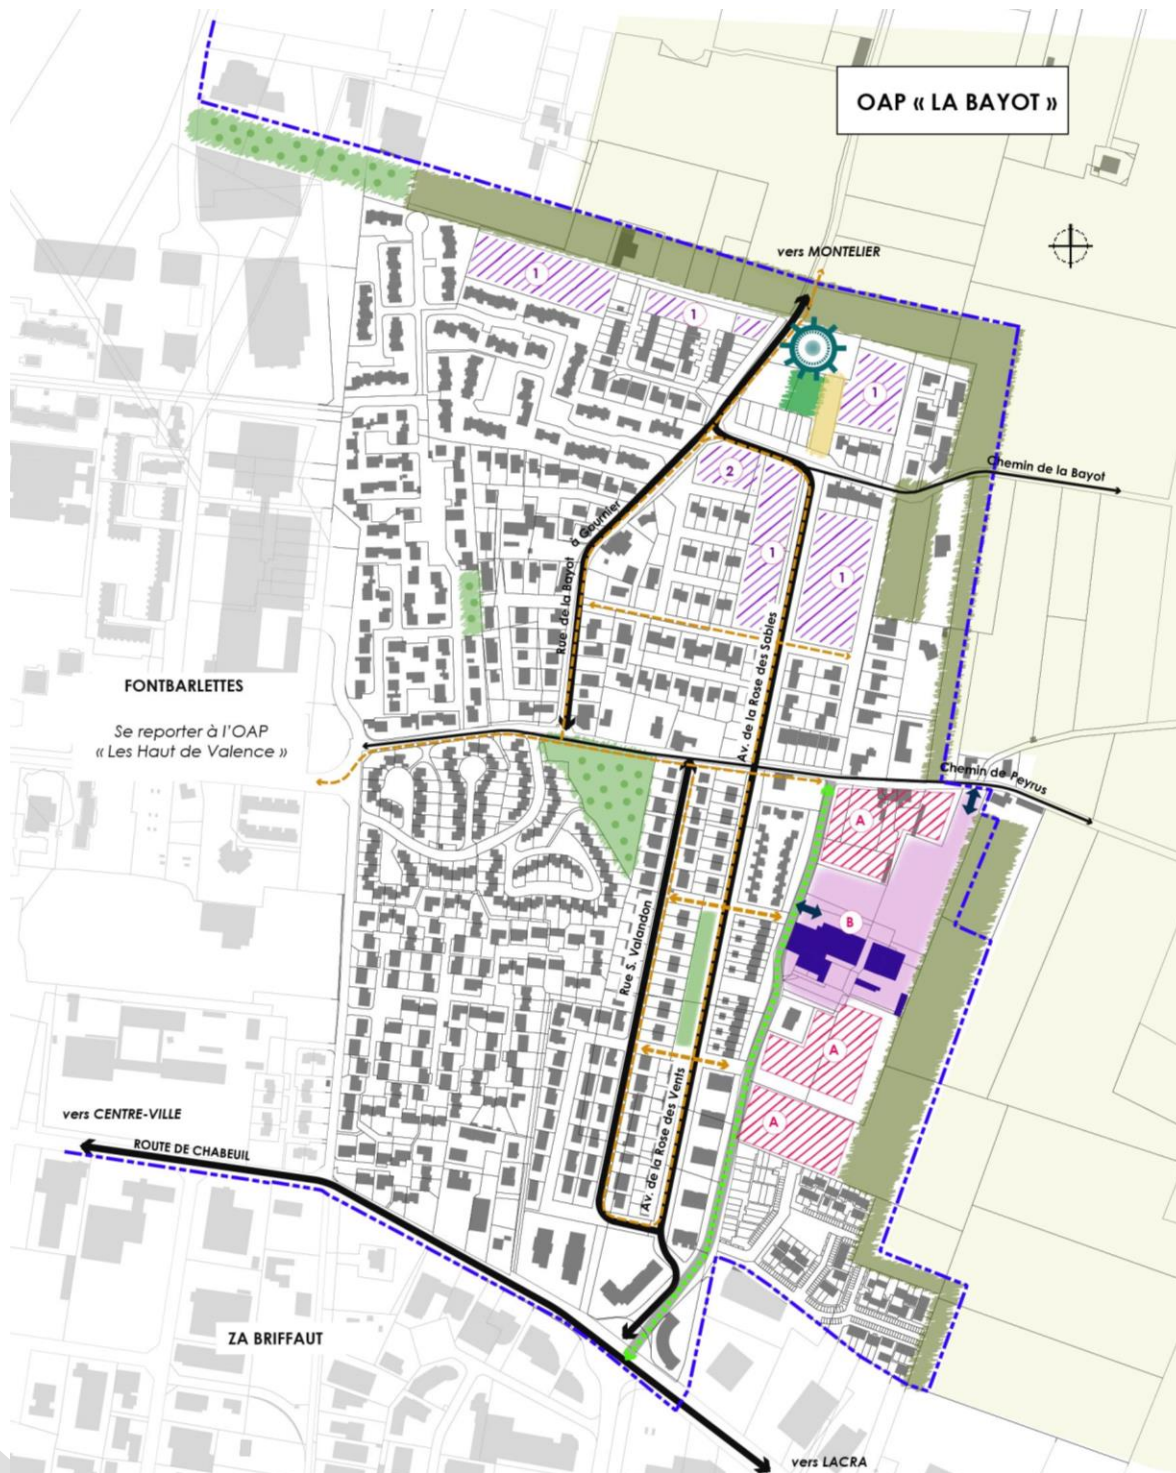 OAP « LA BAYOT »
vers MONTELIER
1
1
1
Chemin de la Bayot
2
à Gournier
1
1
Rue de la Bayot
Av. de la Rose des Sables
FONTBARLETTES
Se reporter à l'OAP
« Les Haut de Valence »
Chemin de Peyrus
A
B
Rue S. Valandon
A
Av. de la Rose des Vents
A
vers CENTRE-VILLE
ROUTE DE CHABEUIL
ZA BRIFFAUT
vers LACRA